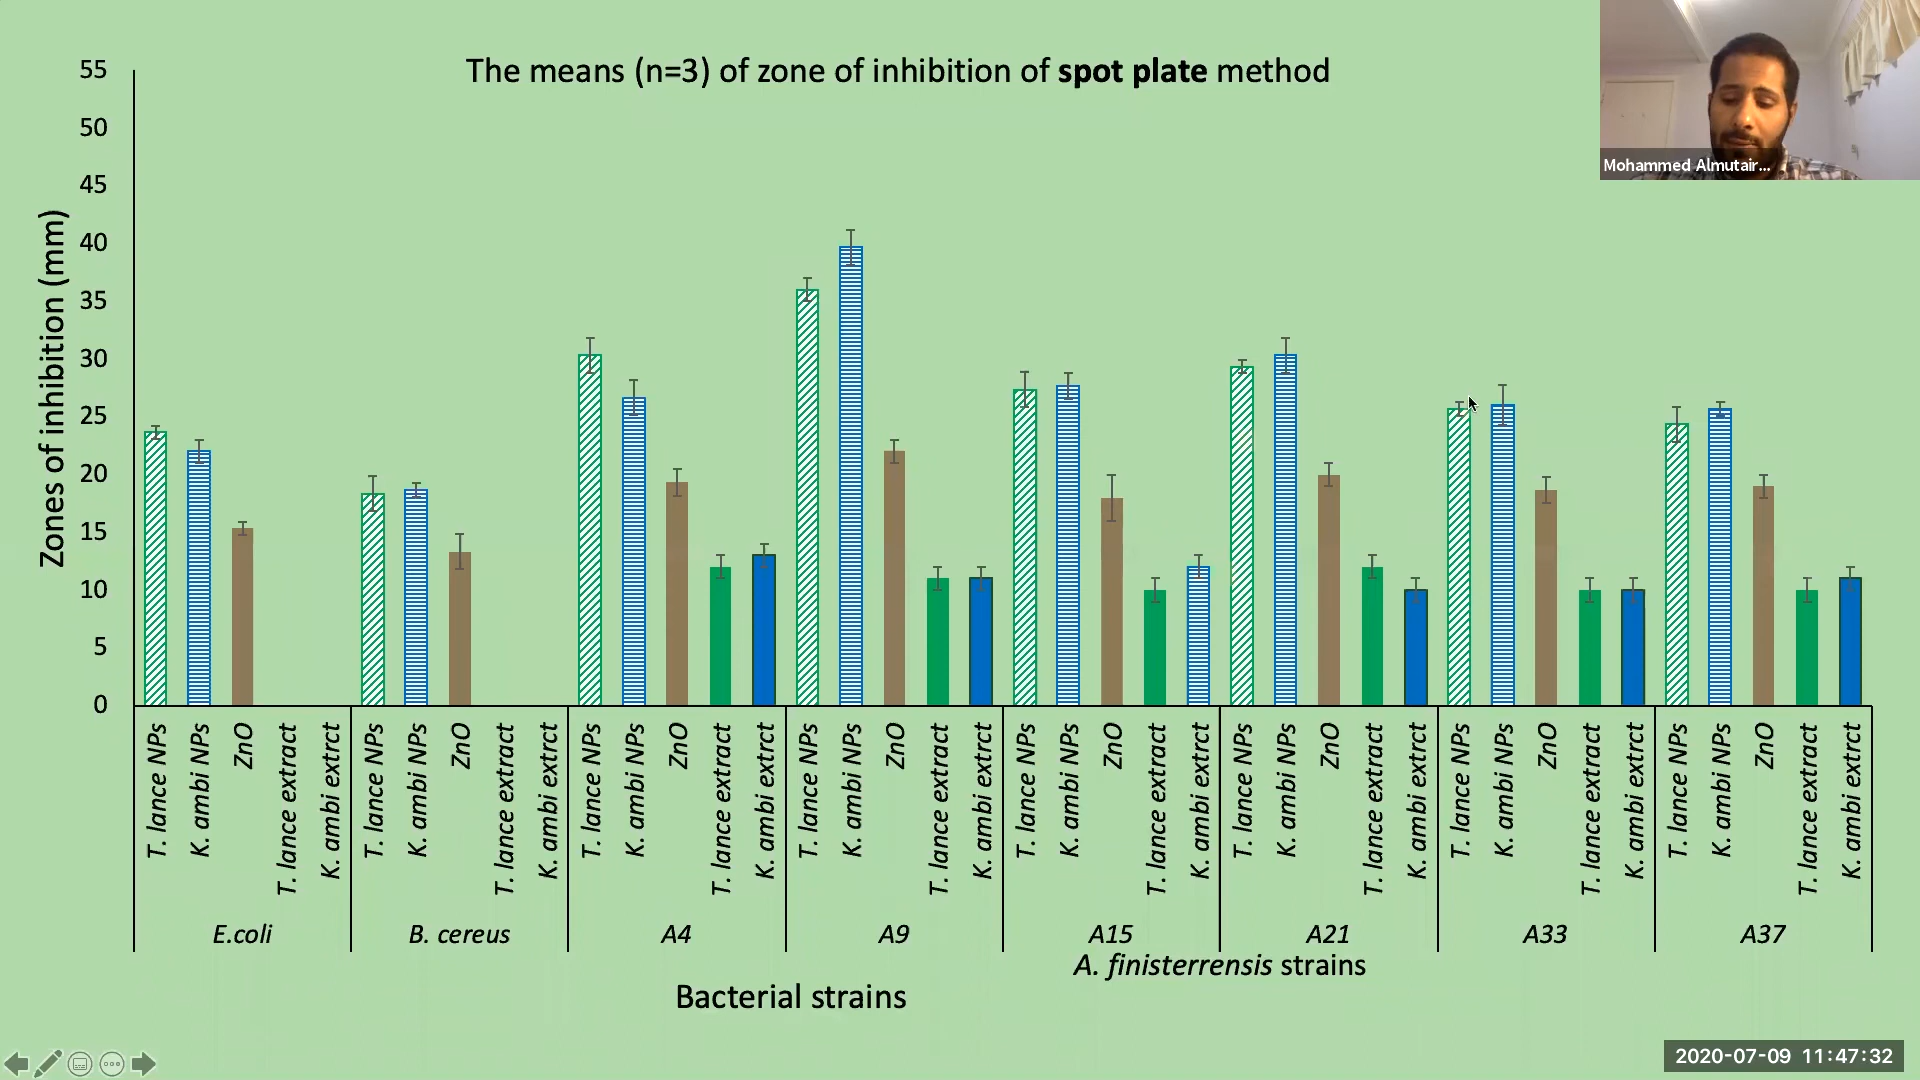 The means (n=3) of zone of inhibition of spot plate method
Mohammed Almutair...
Zones of inhibition (mm)
55
50
45
40
35
30
25
20
15
10
5
0
T. lance NPs
K. ambi NPs
ZnO
T. lance extract
K. ambi extrct
T. lance NPs
K. ambi NPs
ZnO
T. lance extract
K. ambi extrct
T. lance NPs
K. ambi NPs
ZnO
T. lance extract
K. ambi extrct
T. lance NPs
K. ambi NPs
ZnO
T. lance extract
K. ambi extrct
T. lance NPs
K. ambi NPs
ZnO
T. lance extract
K. ambi extrct
T. lance NPs
K. ambi NPs
ZnO
T. lance extract
K. ambi extrct
T. lance NPs
K. ambi NPs
ZnO
T. lance extract
K. ambi extrct
T. lance NPs
K. ambi NPs
ZnO
T. lance extract
K. ambi extrct
E.coli
B. cereus
A4
A9
A15
A21
A33
A37
A. finisterrensis strains
Bacterial strains
2020-07-09 11:47:32